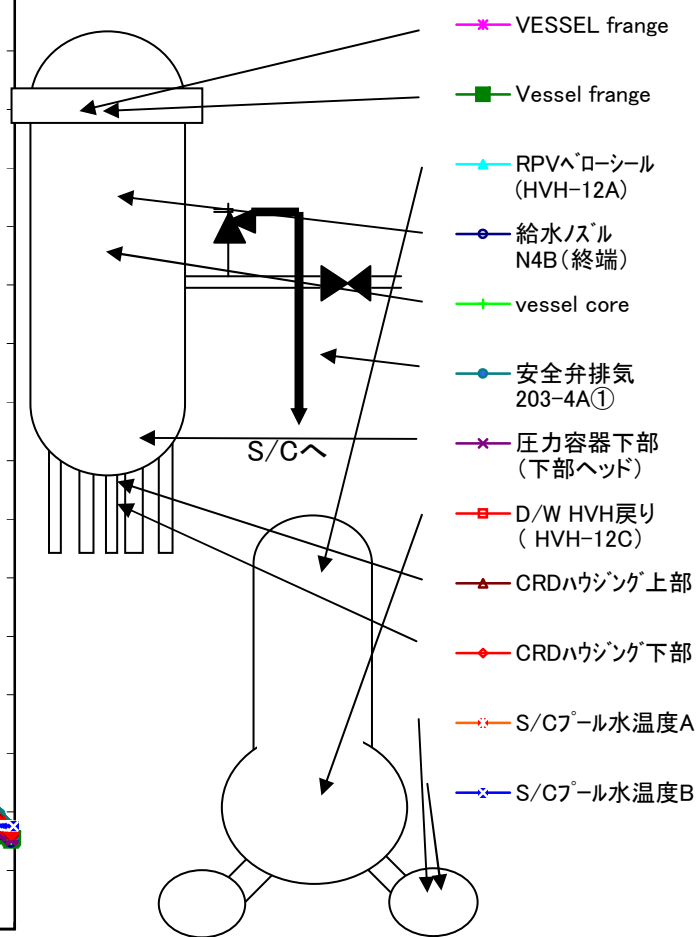 VESSEL frange
Vessel frange
RPVベローシール
(HVH-12A)
給水ノズル
N4B(終端)
vessel core
安全弁排気
203-4A①
圧力容器下部
(下部ヘッド)
D/W HVH戻り
( HVH-12C)
CRDハウジング上部
CRDハウジング下部
S/Cプール水温度A
S/Cプール水温度B
S/Cへ